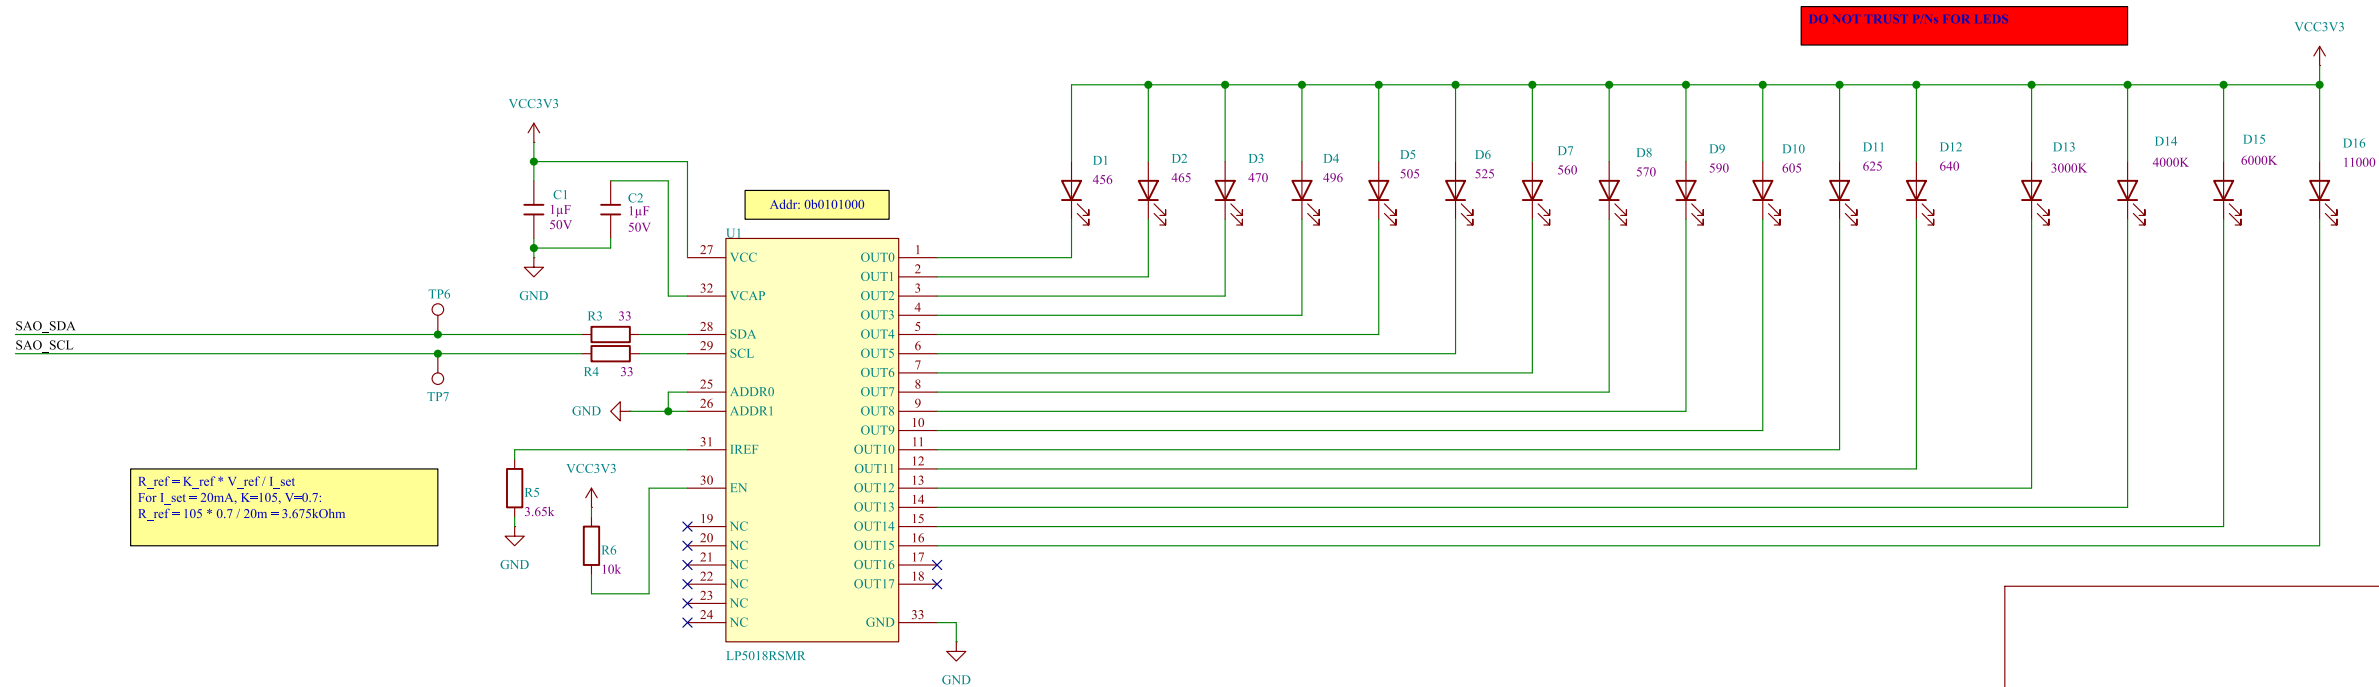 DO NOT TRUST P/Ns FOR LEDS
VCC3V3
VCC3V3
D1
456
D2
465
D3
470
D4
496
D5
505
D6
525
D7
560
D8
570
D9
590
D10
605
D11
625
D12
640
D13
3000K
D14
4000K
D15
6000K
D16
11000
C1
1µF
50V
C2
1µF
50V
GND
Addr: 0b0101000
U1
27 VCC
32 VCAP
28 SDA
29 SCL
25 ADDR0
26 ADDR1
31 IREF
30 EN
19 NC
20 NC
21 NC
22 NC
23 NC
24 NC
OUT0 1
OUT1 2
OUT2 3
OUT3 4
OUT4 5
OUT5 6
OUT6 7
OUT7 8
OUT8 9
OUT9 10
OUT10 11
OUT11 12
OUT12 13
OUT13 14
OUT14 15
OUT15 16
OUT16 17
OUT17 18
GND 33
LP5018RSMR
GND
TP6
SAO_SDA
SAO_SCL
TP7
R3 33
R4 33
GND
R5
3.65k
GND
VCC3V3
R6
10k
R_ref = K_ref * V_ref / I_set
For I_set = 20mA, K=105, V=0.7:
R_ref = 105 * 0.7 / 20m = 3.675kOhm